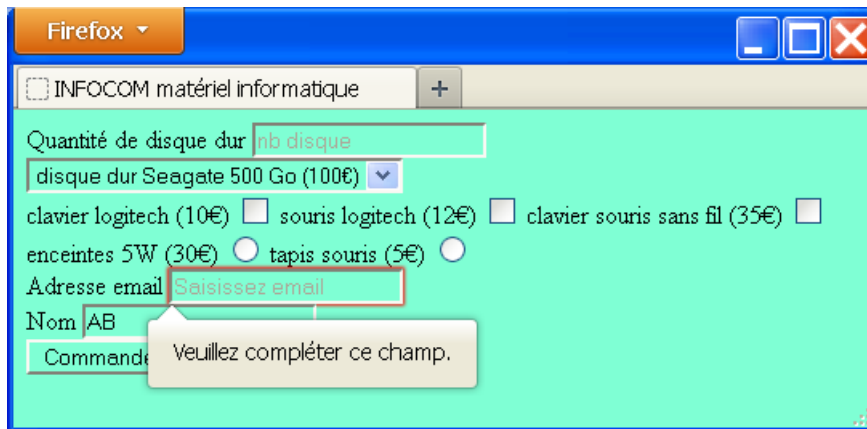 Firefox
INFOCOM matériel informatique +
Quantité de disque dur nb disque
disque dur Seagate 500 Go (100€)
clavier logitech (10€) souris logitech (12€) clavier souris sans fil (35€)
enceintes 5W (30€) tapis souris (5€)
Adresse email Saisissez email
Nom AB
Commande
Veuillez compléter ce champ.